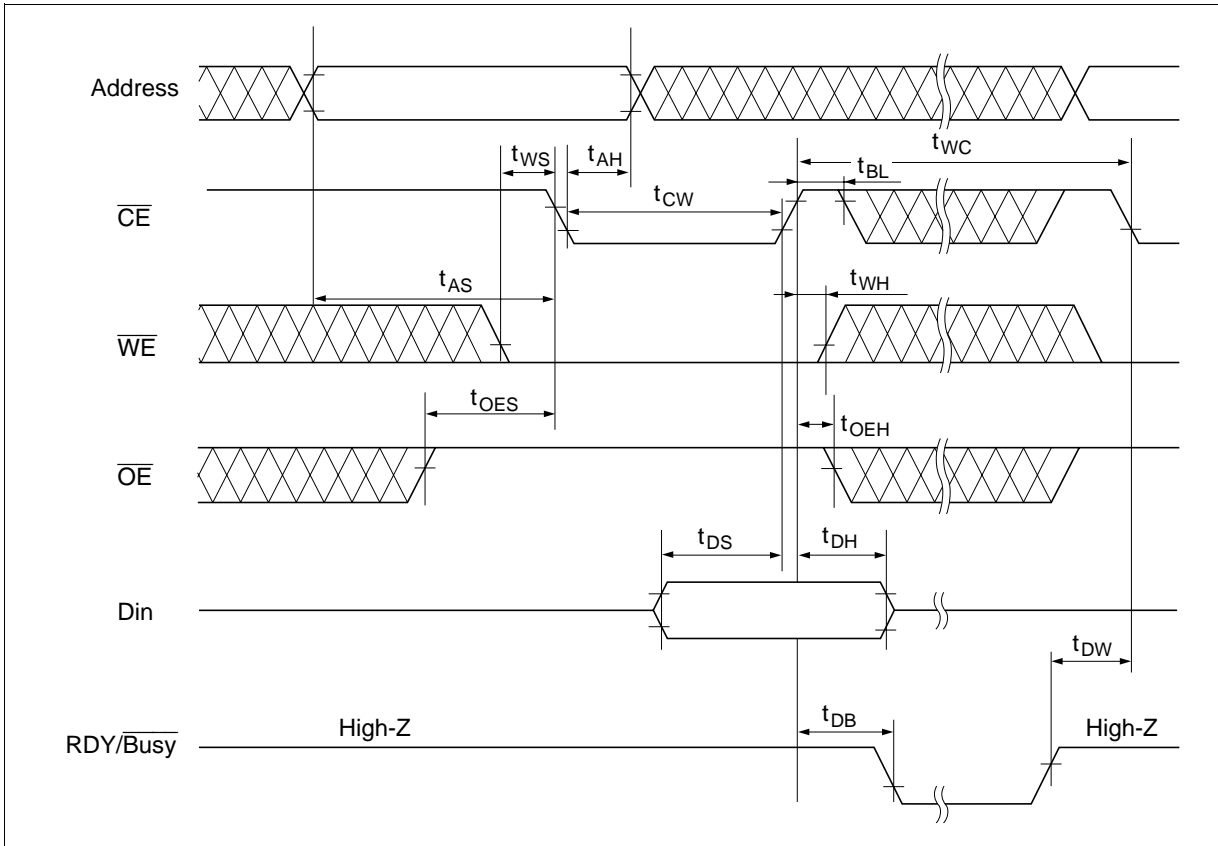 Address
tWC
tWS
tAH
tBL
tCW
CE
tAS
tWH
WE
tOES
tOEH
OE
tDS
tDH
Din
tDW
tDB
High-Z
High-Z
RDY/Busy